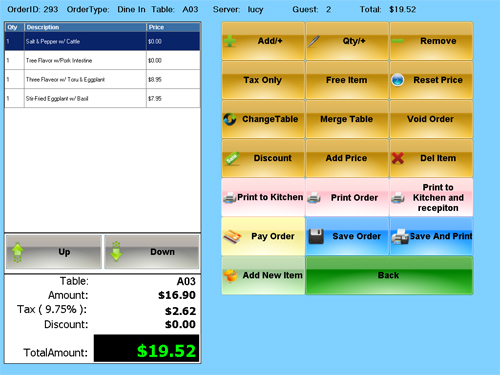 OrderID: 293 OrderType: Dine In Table: A03 Server: lucy Guest: 2 Total: $19.52
Qty Description Price
1 Salt & Pepper w/ Cattle $0.00
1 Tree Flavor w/Pork Intestine $0.00
1 Three Flaveor w/ Toru & Eggplant $8.95
1 Stir-Fried Eggplant w/ Basil $7.95
Add/+ Qty/+ Remove
Tax Only Free Item Reset Price
ChangeTable Merge Table Void Order
Discount Add Price Del Item
Print to Kitchen Print Order Print to
Kitchen and
recepiton
Up Down Pay Order Save Order Save And Print
Add New Item Back
Table: A03
Amount: $16.90
Tax ( 9.75% ): $2.62
Discount: $0.00
TotalAmount: $19.52